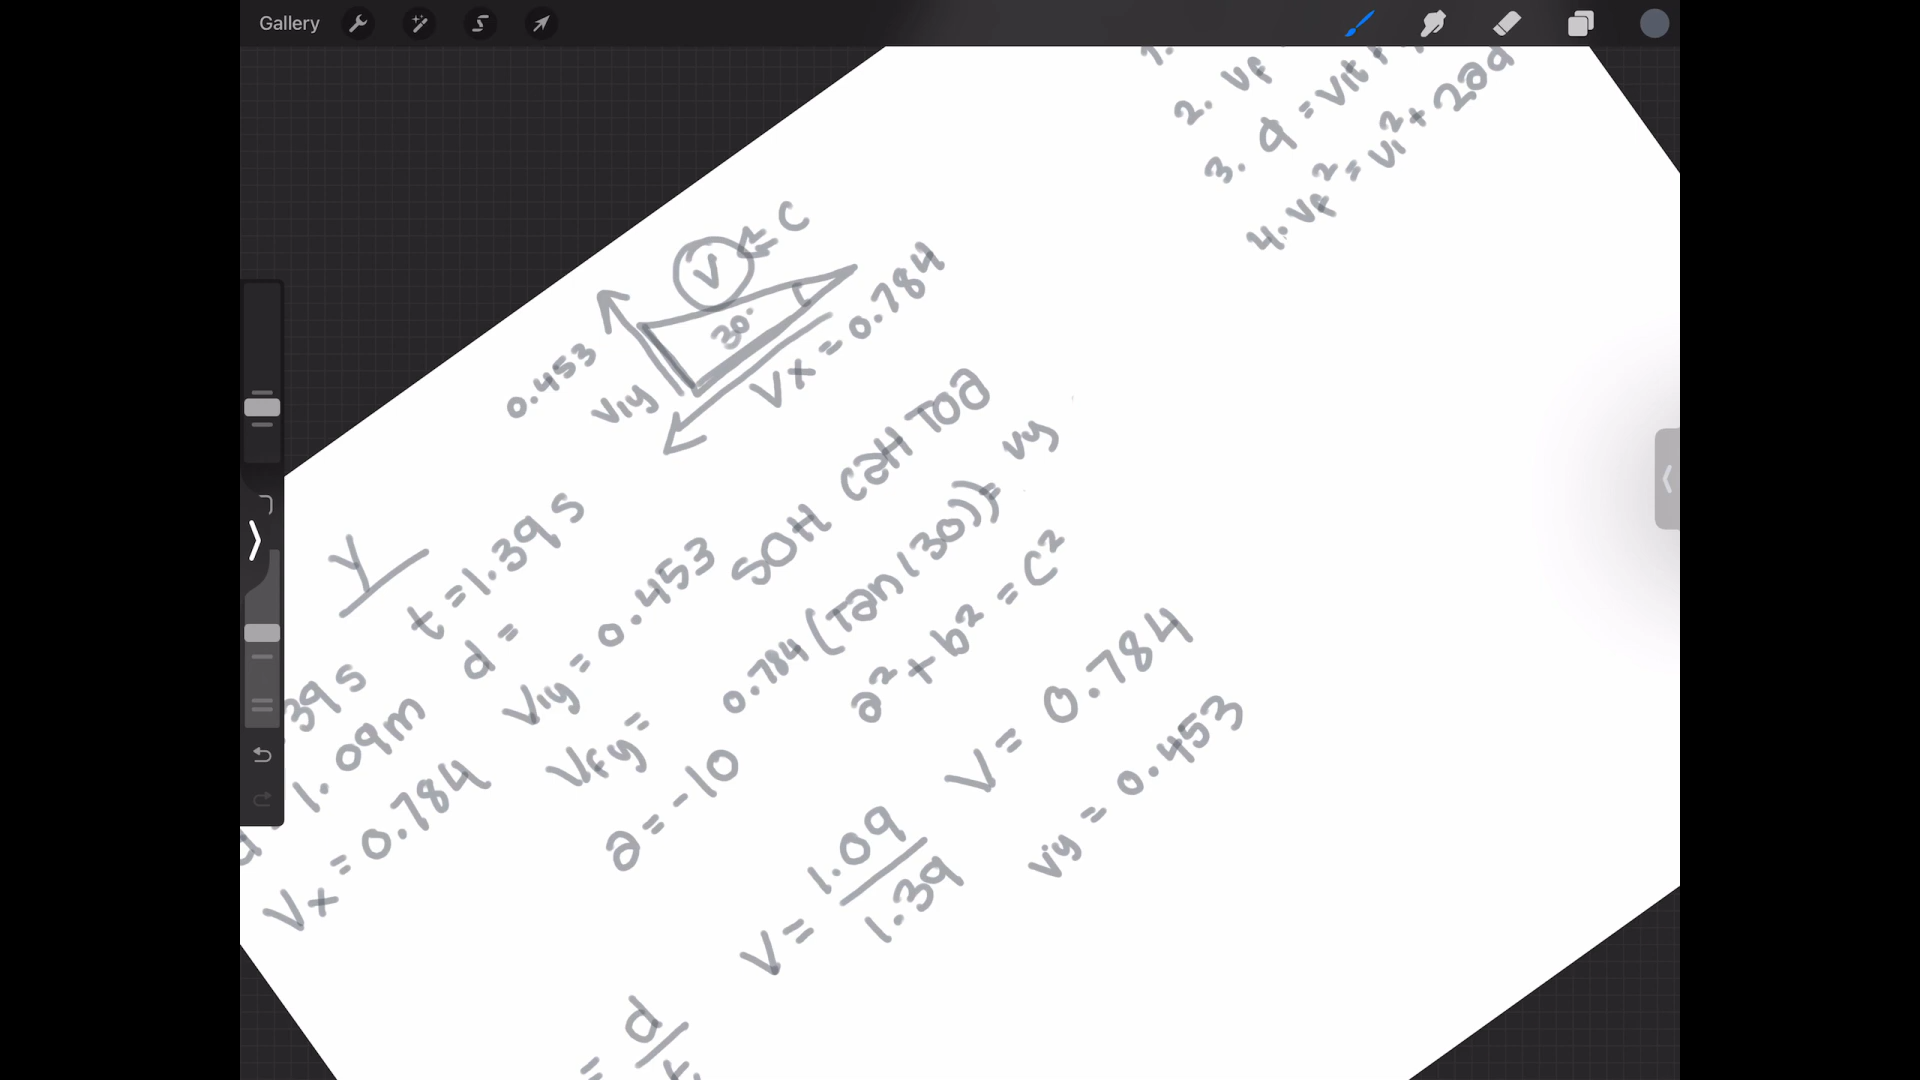 Gallery
1.
2. Vf
3. d = Vit +
4. Vf² = Vi² + 2ad
V ← C
30°
0.453
Viy
Vx = 0.784
SOH CAH TOA
0.784 (Tan(30)) = Vy
a² + b² = C²
y
t = 1.39 s
d =
Viy = 0.453
Vfy =
a = -10
39 s
d = 1.09m
Vx = 0.784
V = 1.09
1.39
V = 0.784
Viy = 0.453
= d
t